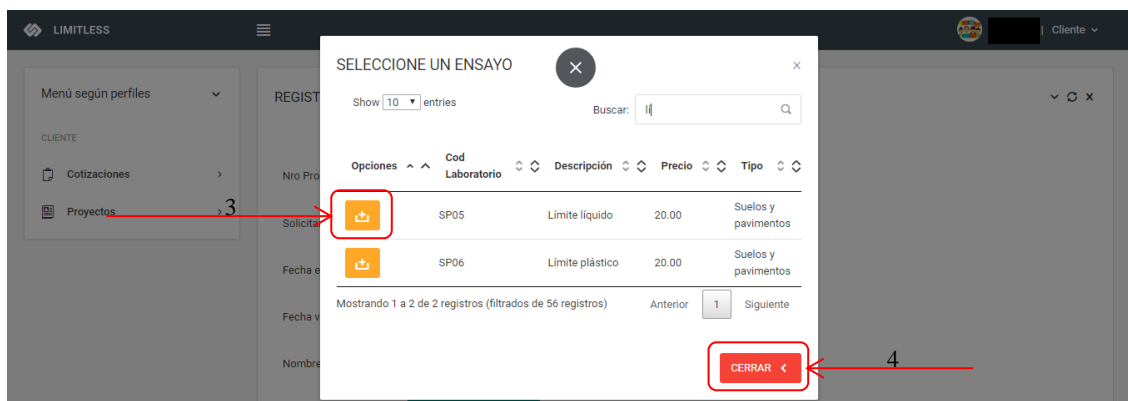 LIMITLESS
Cliente
SELECCIONE UN ENSAYO
×
Menú según perfiles
REGIST
Show 10 entries
Buscar: lí
CLIENTE
Opciones Cod Laboratorio Descripción Precio Tipo
Cotizaciones
Nro Pro
Proyectos
3
SP05 Límite líquido 20.00 Suelos y pavimentos
Solicita
SP06 Límite plástico 20.00 Suelos y pavimentos
Fecha e
Mostrando 1 a 2 de 2 registros (filtrados de 56 registros) Anterior 1 Siguiente
Fecha v
Nombre
CERRAR
4